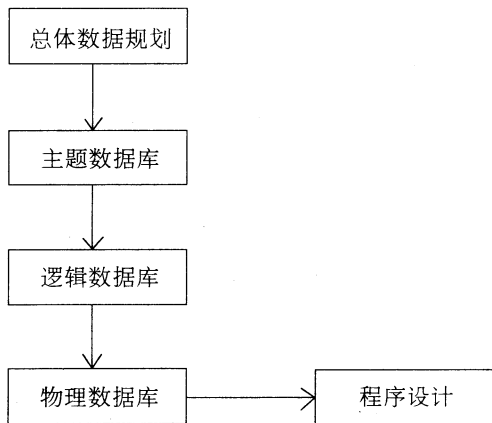 总体数据规划
主题数据库
逻辑数据库
物理数据库
程序设计